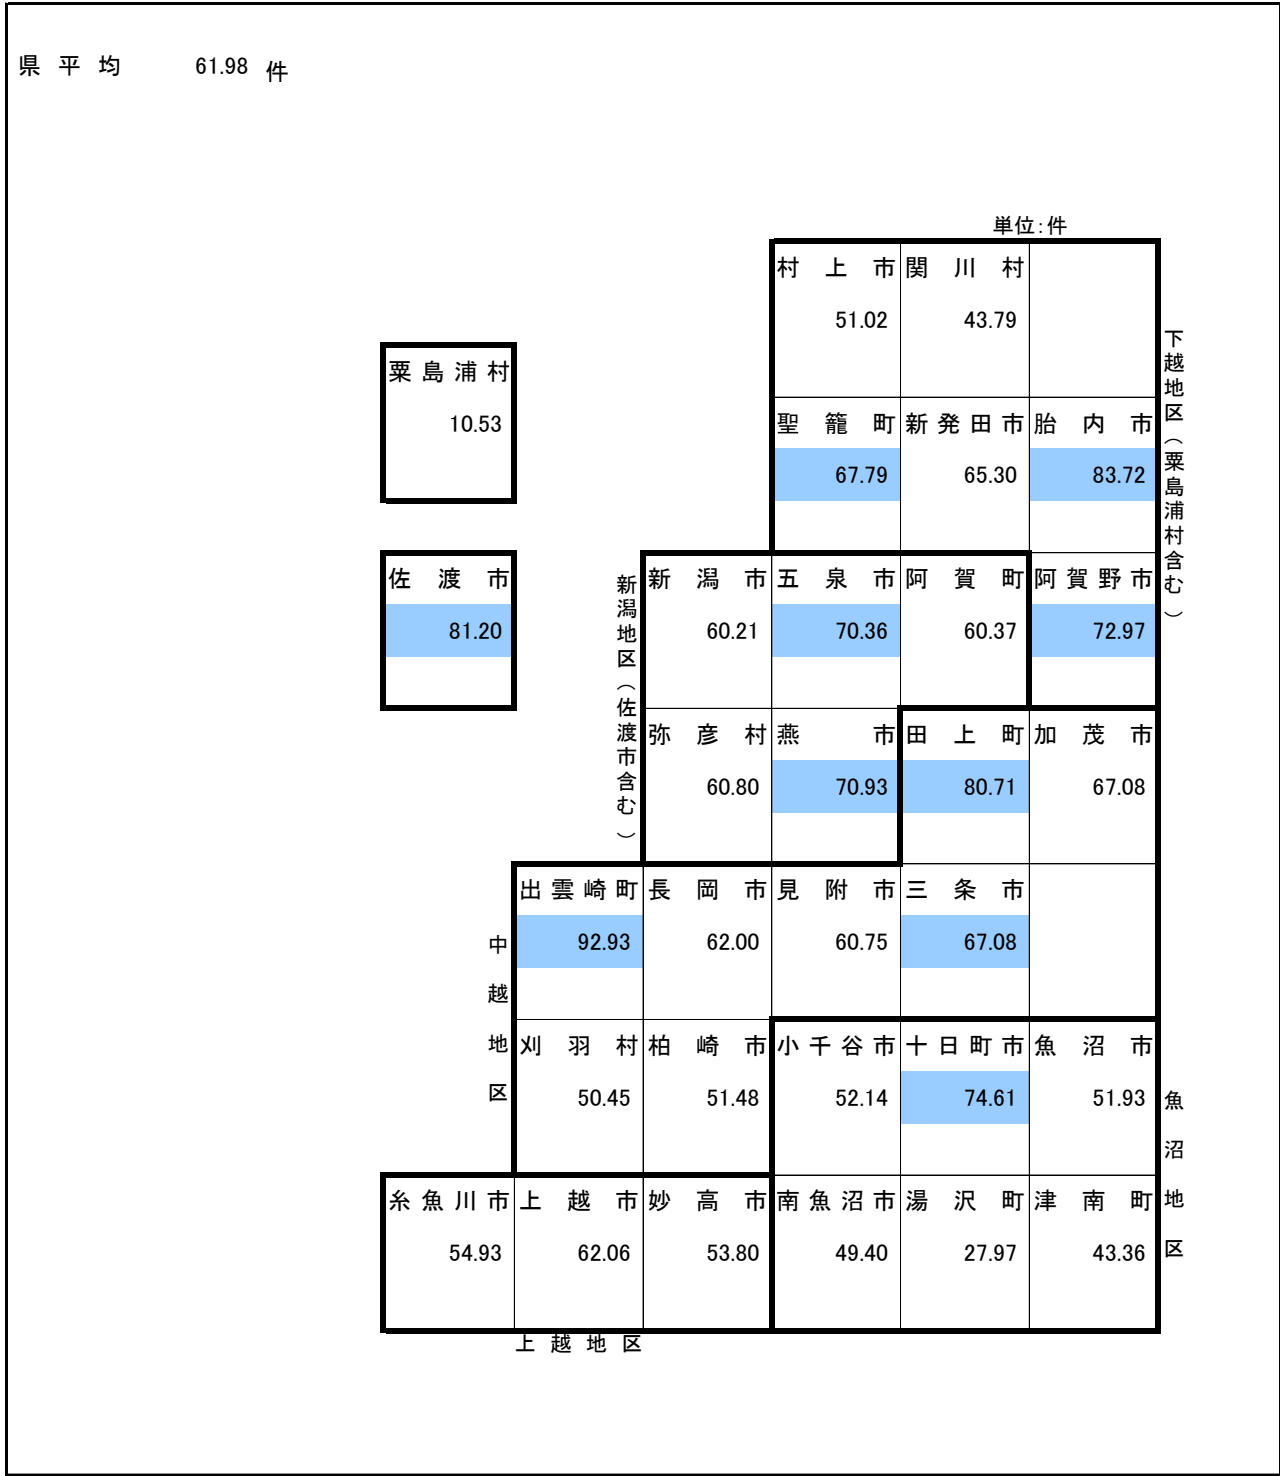 県平均 61.98 件
単位：件
村上市 関川村
51.02 43.79
粟島浦村
10.53
下越地区（粟島浦村含む）
聖籠町 新発田市 胎内市
67.79 65.30 83.72
佐渡市
81.20
新潟地区（佐渡市含む）
新潟市 五泉市 阿賀町 阿賀野市
60.21 70.36 60.37 72.97
弥彦村 燕市 田上町 加茂市
60.80 70.93 80.71 67.08
出雲崎町 長岡市 見附市 三条市
92.93 62.00 60.75 67.08
中越地区
刈羽村 柏崎市 小千谷市 十日町市 魚沼市
50.45 51.48 52.14 74.61 51.93
魚沼地区
糸魚川市 上越市 妙高市 南魚沼市 湯沢町 津南町
54.93 62.06 53.80 49.40 27.97 43.36
上越地区